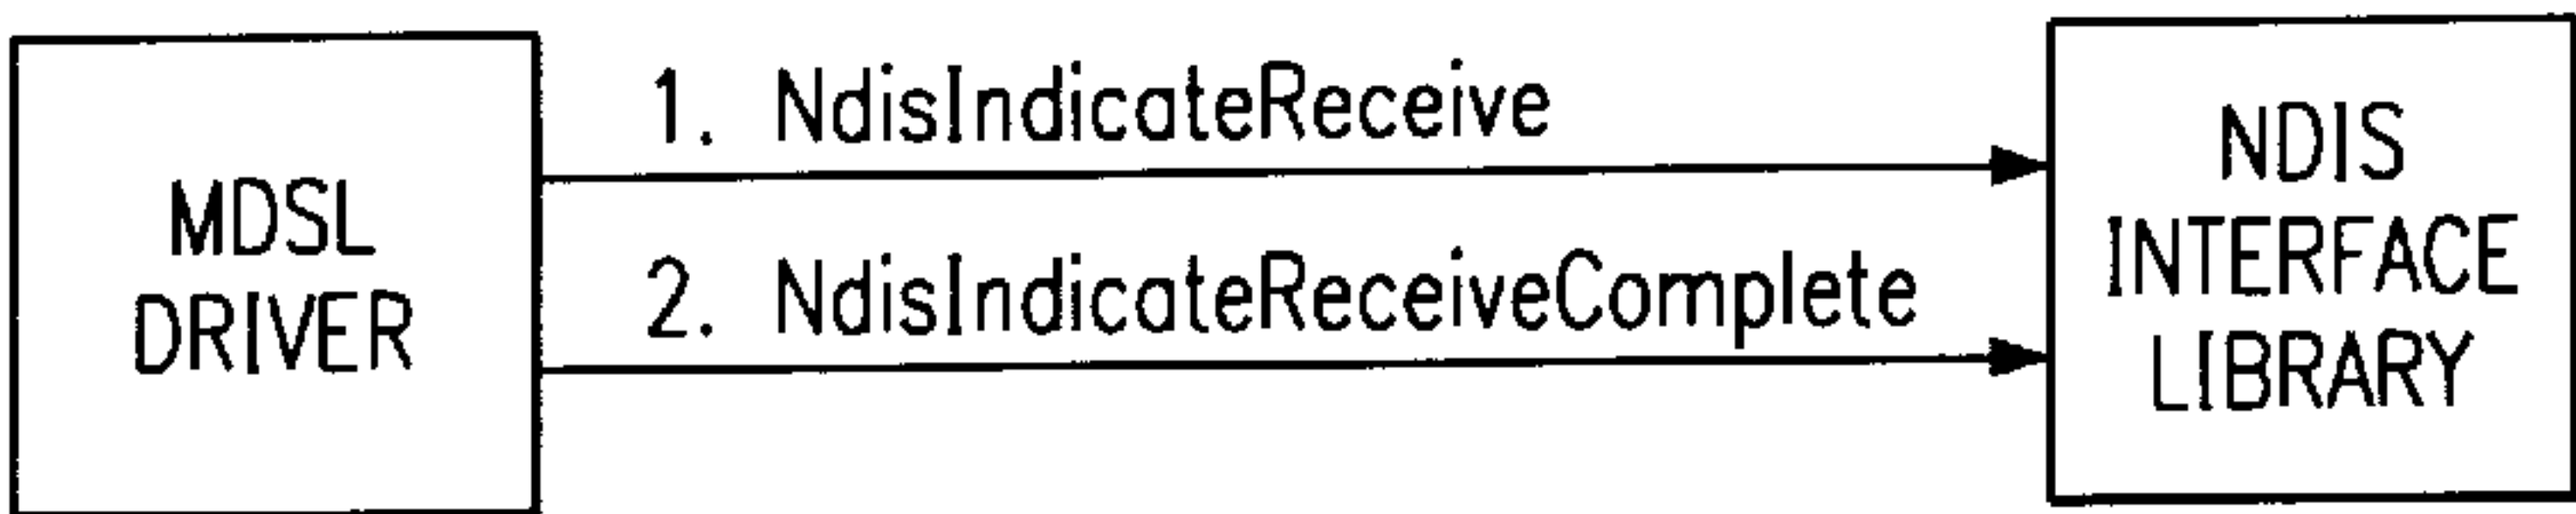 MDSL
DRIVER
1. NdisIndicateReceive
2. NdisIndicateReceiveComplete
NDIS
INTERFACE
LIBRARY